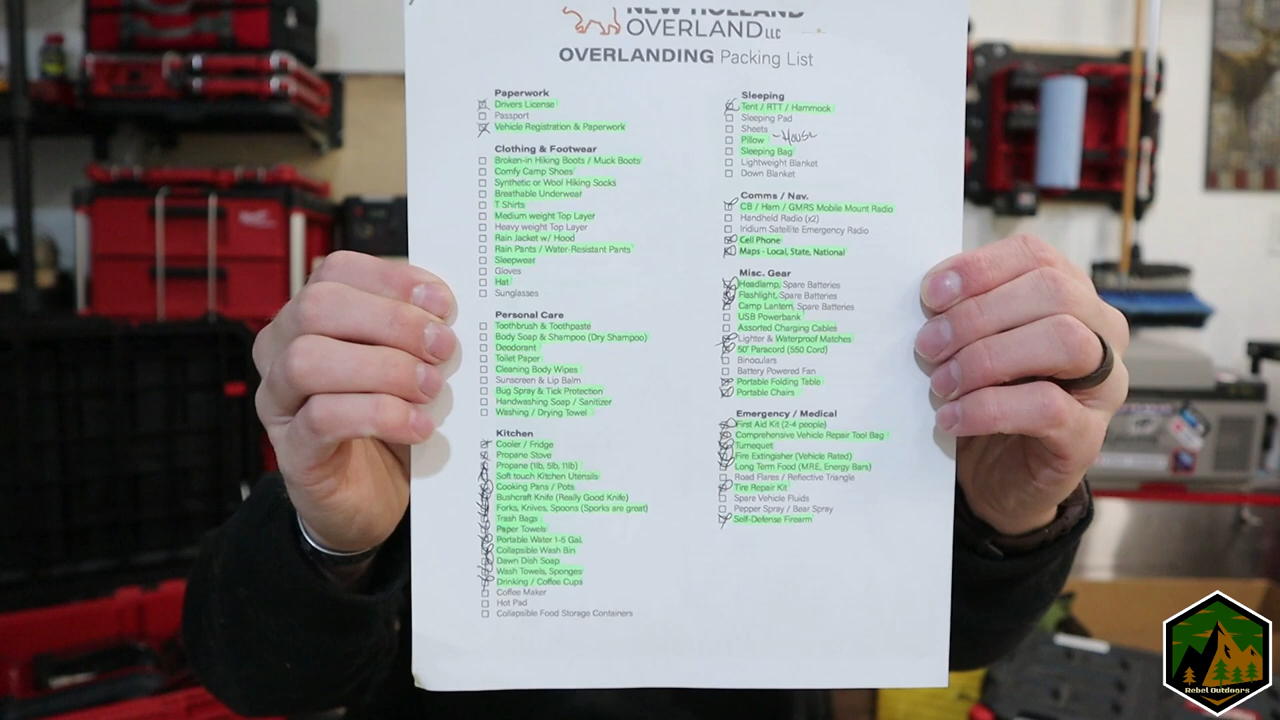 NEW HOLLAND
OVERLAND LLC
OVERLANDING Packing List
Paperwork
Drivers License
Passport
Vehicle Registration & Paperwork
Clothing & Footwear
Broken-in Hiking Boots / Muck Boots
Comfy Camp Shoes
Synthetic or Wool Hiking Socks
Breathable Underwear
T Shirts
Medium weight Top Layer
Heavy weight Top Layer
Rain Jacket w/ Hood
Rain Pants / Water-Resistant Pants
Sleepwear
Gloves
Hat
Sunglasses
Personal Care
Toothbrush & Toothpaste
Body Soap & Shampoo (Dry Shampoo)
Deodorant
Toilet Paper
Cleaning Body Wipes
Sunscreen & Lip Balm
Bug Spray & Tick Protection
Handwashing Soap / Sanitizer
Washing / Drying Towel
Kitchen
Cooler / Fridge
Propane Stove
Propane (1lb, 5lb, 11lb)
Soft touch Kitchen Utensils
Cooking Pans / Pots
Bushcraft Knife (Really Good Knife)
Forks, Knives, Spoons (Sporks are great)
Trash Bags
Paper Towels
Portable Water 1-5 Gal.
Collapsible Wash Bin
Dawn Dish Soap
Wash Towels, Sponges
Drinking / Coffee Cups
Coffee Maker
Hot Pad
Collapsible Food Storage Containers
Sleeping
Tent / RTT / Hammock
Sleeping Pad
Sheets
Pillow ~House
Sleeping Bag
Lightweight Blanket
Down Blanket
Comms / Nav.
CB / Ham / GMRS Mobile Mount Radio
Handheld Radio (x2)
Iridium Satellite Emergency Radio
Cell Phone
Maps - Local, State, National
Misc. Gear
Headlamp, Spare Batteries
Flashlight, Spare Batteries
Camp Lantern, Spare Batteries
USB Powerbank
Assorted Charging Cables
Lighter & Waterproof Matches
50' Paracord (550 Cord)
Binoculars
Battery Powered Fan
Portable Folding Table
Portable Chairs
Emergency / Medical
First Aid Kit (2-4 people)
Comprehensive Vehicle Repair Tool Bag
Turnequet
Fire Extingisher (Vehicle Rated)
Long Term Food (MRE, Energy Bars)
Road Flares / Reflective Triangle
Tire Repair Kit
Spare Vehicle Fluids
Pepper Spray / Bear Spray
Self-Defense Firearm
Rebel Outdoors